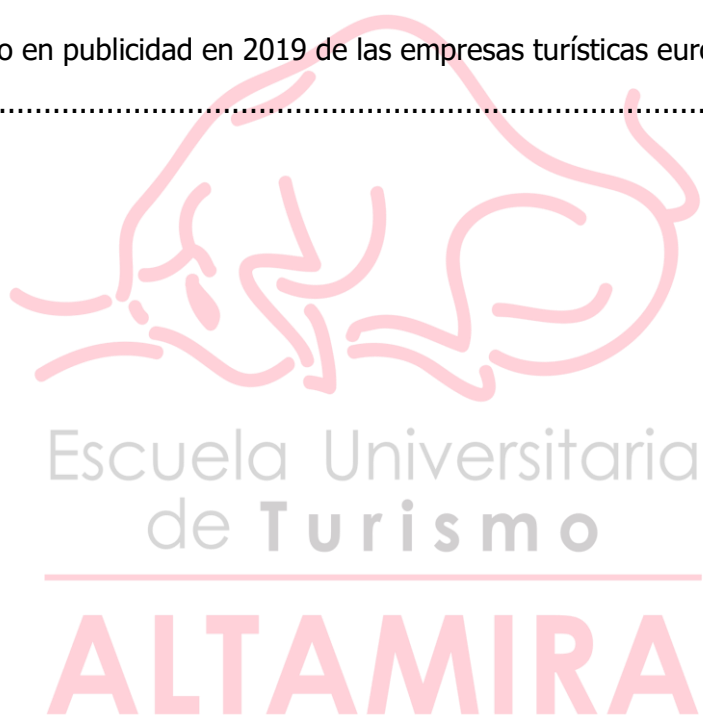 o en publicidad en 2019 de las empresas turísticas
................................................................................
Escuela Universitaria
de Turismo
ALTAMIRA